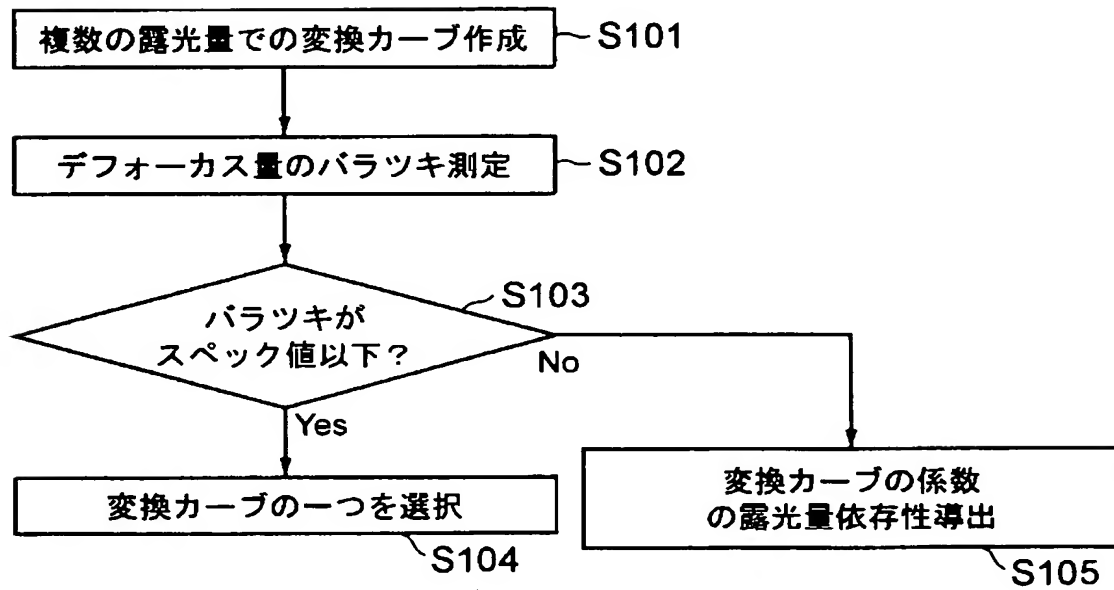 複数の露光量での変換カーブ作成
S101
デフォーカス量のバラツキ測定
S102
S103
バラツキが
スペック値以下？
No
Yes
変換カーブの一つを選択
S104
変換カーブの係数
の露光量依存性導出
S105